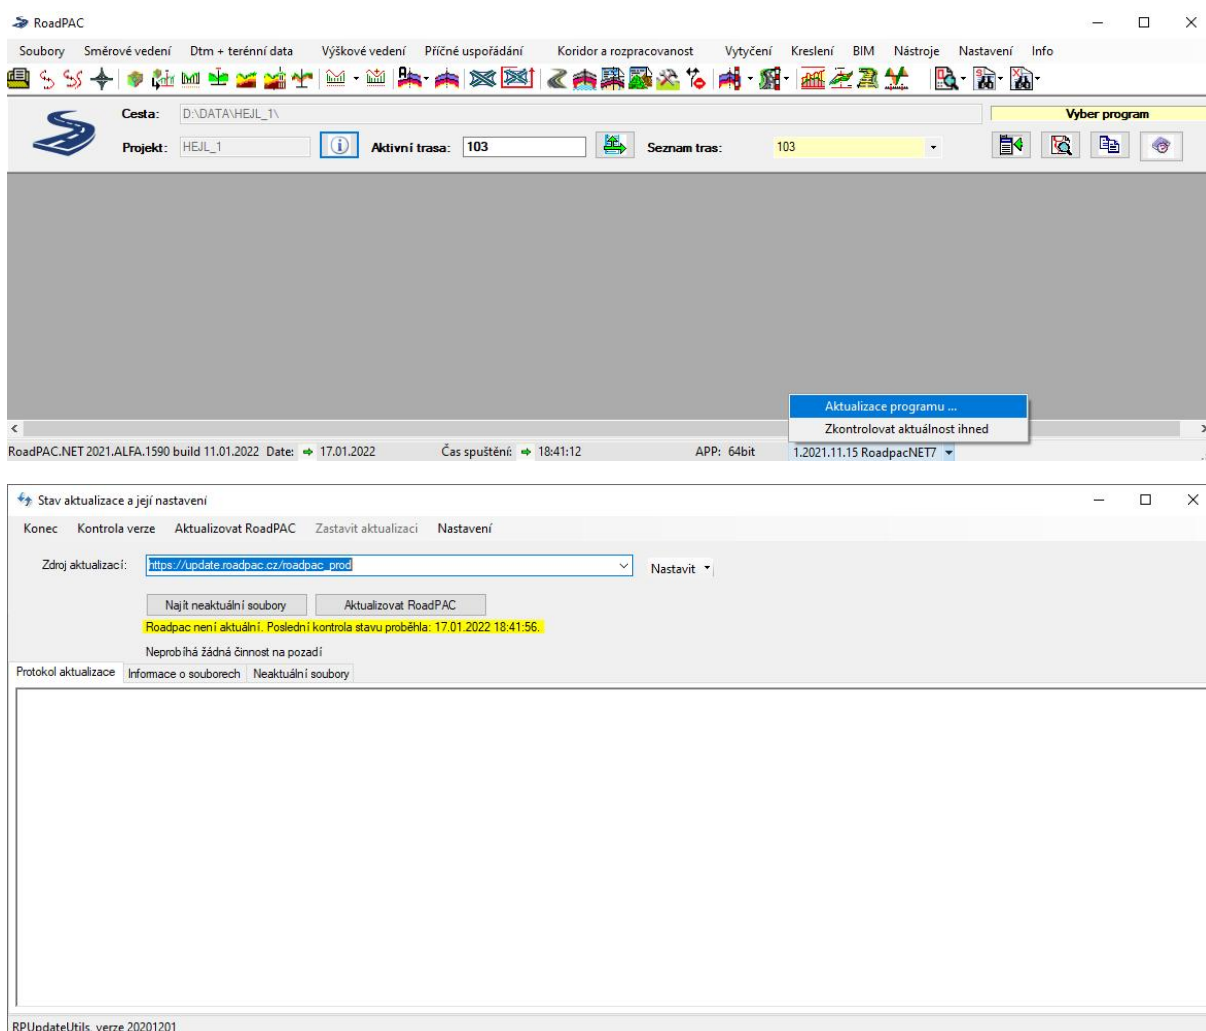 RoadPAC
Soubory Směrové vedení Dtm + terénní data Výškové vedení Příčné uspořádání Koridor a rozpracovanost Vytyčení Kreslení BIM Nástroje Nastavení Info
Cesta: D:\DATA\HEJL_1\ Vyber program
Projekt: HEJL_1 Aktivní trasa: 103 Seznam tras: 103
Aktualizace programu ...
Zkontrolovat aktuálnost ihned
RoadPAC.NET 2021.ALFA.1590 build 11.01.2022 Date: 17.01.2022 Čas spuštění: 18:41:12 APP: 64bit 1.2021.11.15 RoadpacNET7
Stav aktualizace a její nastavení
Konec Kontrola verze Aktualizovat RoadPAC Zastavit aktualizaci Nastavení
Zdroj aktualizací: https://update.roadpac.cz/roadpac_prod Nastavit
Najít neaktuální soubory Aktualizovat RoadPAC
Roadpac není aktuální. Poslední kontrola stavu proběhla: 17.01.2022 18:41:56.
Neprobíhá žádná činnost na pozadí
Protokol aktualizace Informace o souborech Neaktuální soubory
RPUpdateUtils, verze 20201201